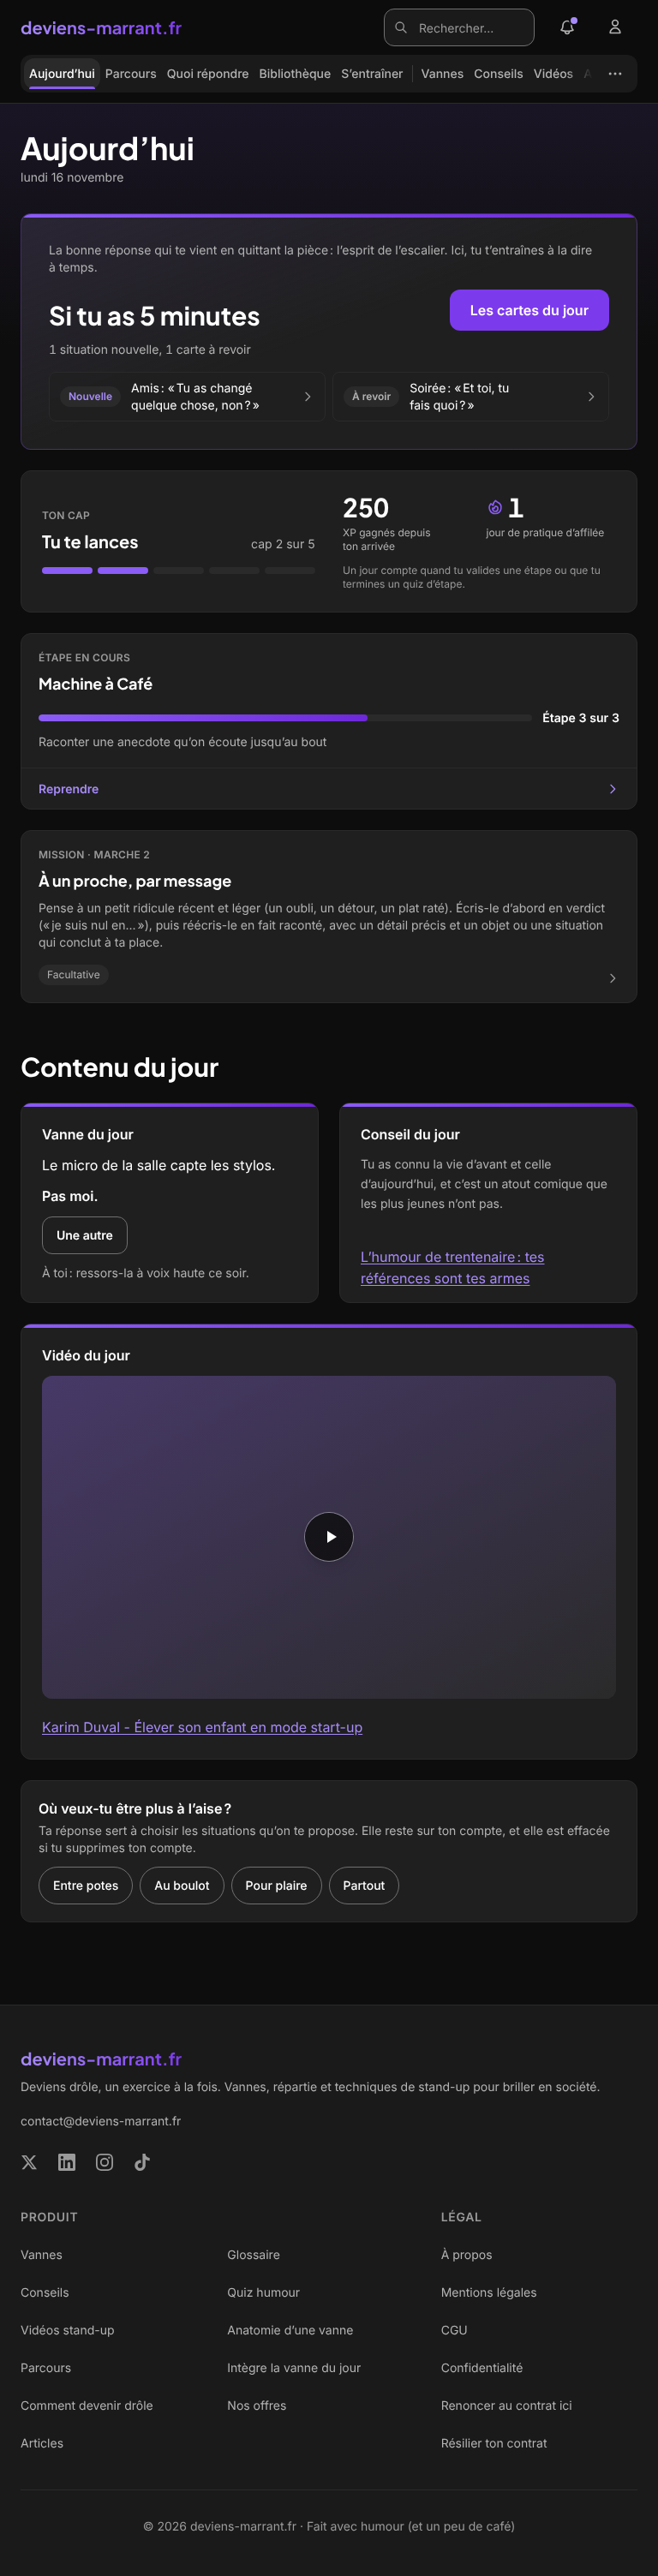 deviens-marrant.fr
Rechercher...
Aujourd’hui Parcours Quoi répondre Bibliothèque S’entraîner Vannes Conseils Vidéos
Aujourd’hui
lundi 16 novembre
La bonne réponse qui te vient en quittant la pièce : l’esprit de l’escalier. Ici, tu t’entraînes à la dire
à temps.
Si tu as 5 minutes
Les cartes du jour
1 situation nouvelle, 1 carte à revoir
Nouvelle
Amis : « Tu as changé
quelque chose, non ? »
À revoir
Soirée : « Et toi, tu
fais quoi ? »
TON CAP
Tu te lances
cap 2 sur 5
250
XP gagnés depuis
ton arrivée
1
jour de pratique d’affilée
Un jour compte quand tu valides une étape ou que tu
termines un quiz d’étape.
ÉTAPE EN COURS
Machine à Café
Étape 3 sur 3
Raconter une anecdote qu’on écoute jusqu’au bout
Reprendre
MISSION · MARCHE 2
À un proche, par message
Pense à un petit ridicule récent et léger (un oubli, un détour, un plat raté). Écris-le d’abord en verdict
(« je suis nul en… »), puis réécris-le en fait raconté, avec un détail précis et un objet ou une situation
qui conclut à ta place.
Facultative
Contenu du jour
Vanne du jour
Le micro de la salle capte les stylos.
Pas moi.
Une autre
À toi : ressors-la à voix haute ce soir.
Conseil du jour
Tu as connu la vie d’avant et celle
d’aujourd’hui, et c’est un atout comique que
les plus jeunes n’ont pas.
L’humour de trentenaire : tes
références sont tes armes
Vidéo du jour
Karim Duval - Élever son enfant en mode start-up
Où veux-tu être plus à l’aise ?
Ta réponse sert à choisir les situations qu’on te propose. Elle reste sur ton compte, et elle est effacée
si tu supprimes ton compte.
Entre potes
Au boulot
Pour plaire
Partout
deviens-marrant.fr
Deviens drôle, un exercice à la fois. Vannes, répartie et techniques de stand-up pour briller en société.
contact@deviens-marrant.fr
PRODUIT
Vannes
Conseils
Vidéos stand-up
Parcours
Comment devenir drôle
Articles
Glossaire
Quiz humour
Anatomie d’une vanne
Intègre la vanne du jour
Nos offres
LÉGAL
À propos
Mentions légales
CGU
Confidentialité
Renoncer au contrat ici
Résilier ton contrat
© 2026 deviens-marrant.fr · Fait avec humour (et un peu de café)